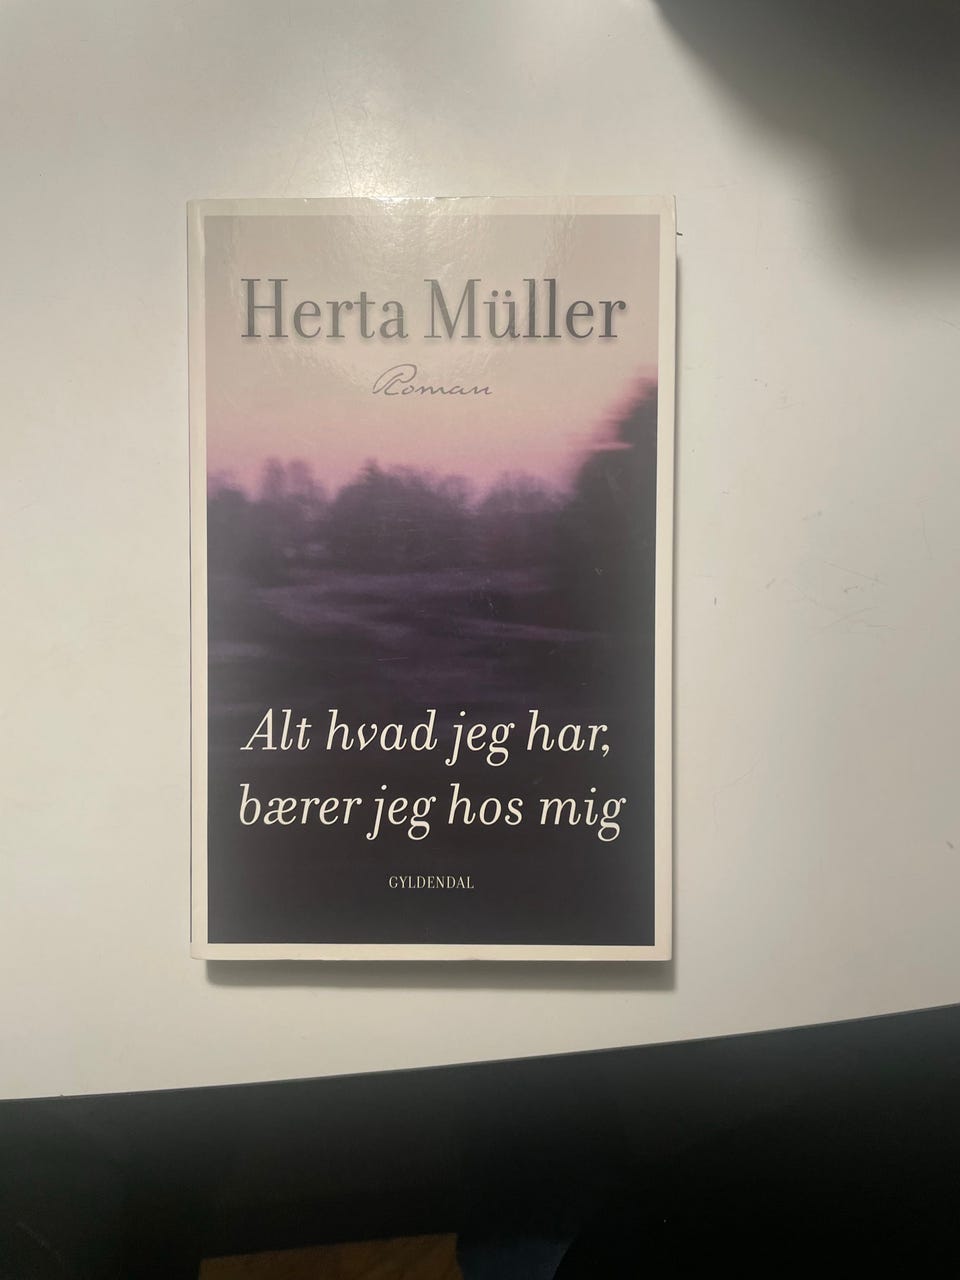 Herta Müller
Roman
Alt hvad jeg har,
bærer jeg hos mig
GYLDENDAL